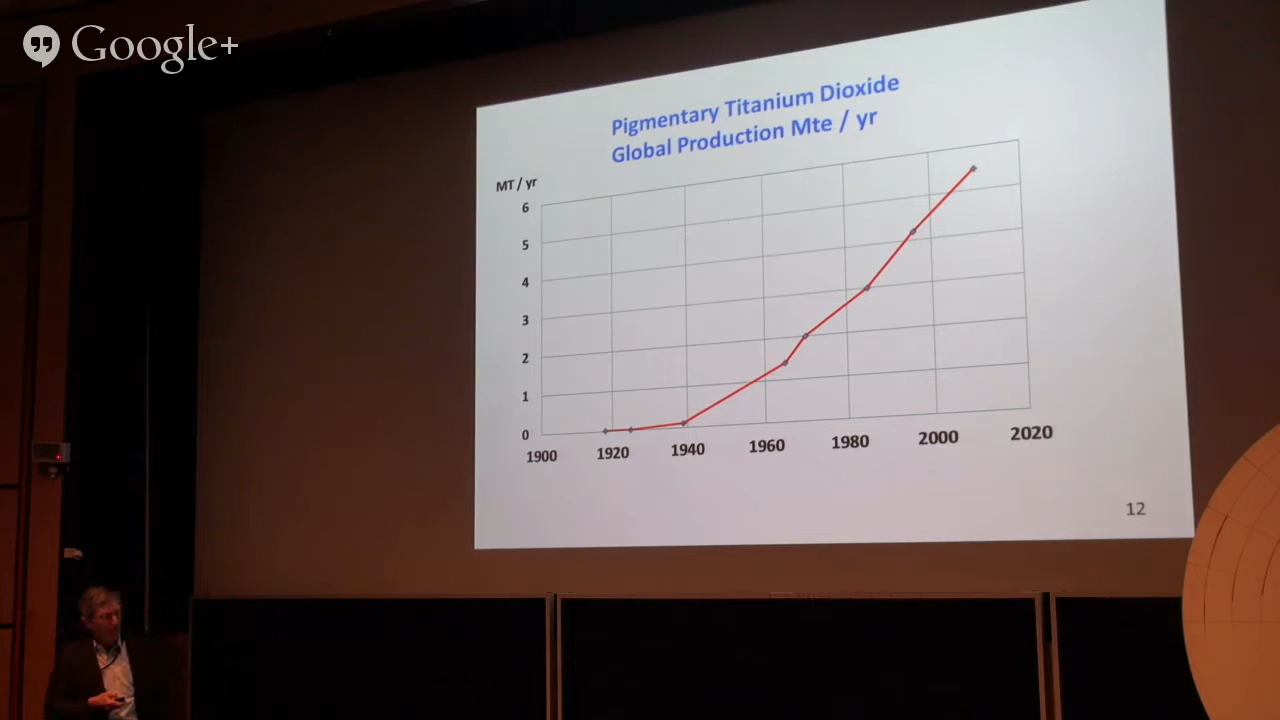 Google+
Pigmentary Titanium Dioxide
Global Production Mte / yr
MT / yr
6
5
4
3
2
1
0
1900 1920 1940 1960 1980 2000 2020
12